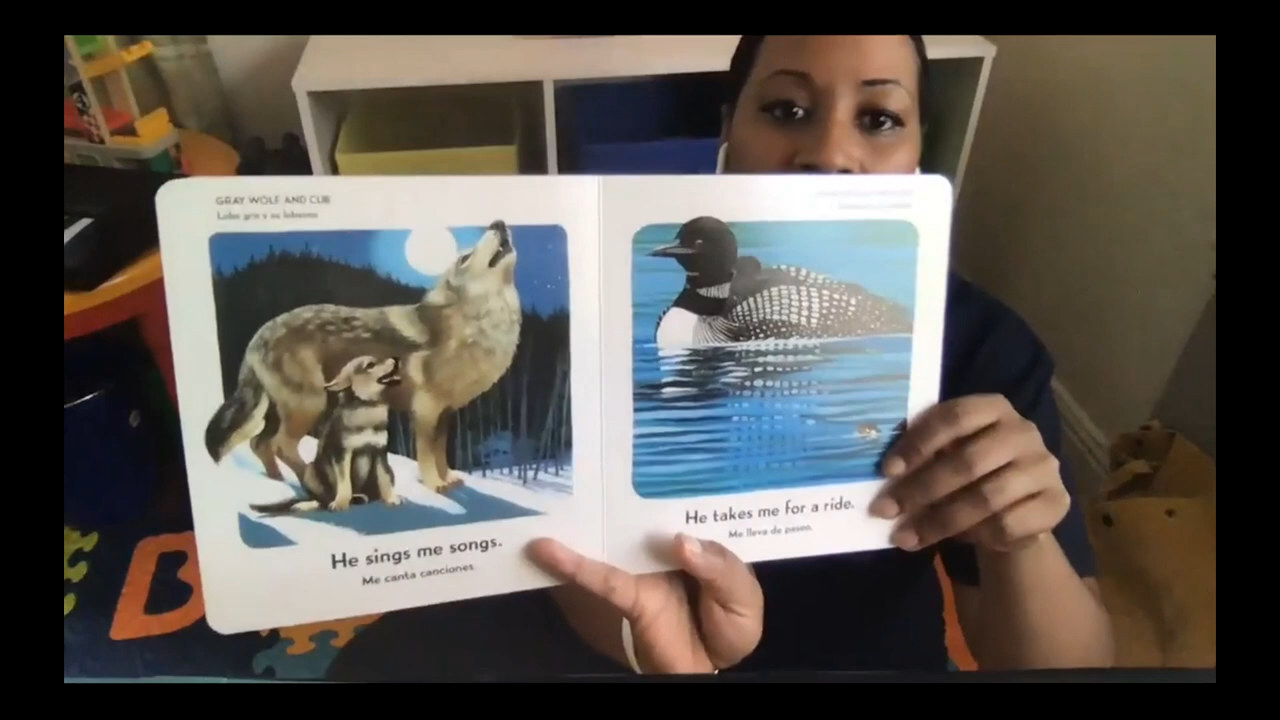 GRAY WOLF AND CUB
Lobo gris y su lobezno
He sings me songs.
Me canta canciones.
He takes me for a ride.
Me lleva de paseo.
B